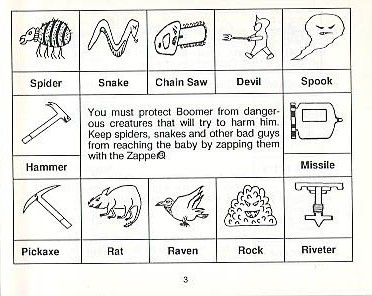 Spider Snake Chain Saw Devil Spook
You must protect Boomer from danger-
ous creatures that will try to harm him.
Keep spiders, snakes and other bad guys
from reaching the baby by zapping them
with the Zapper
Hammer Missile
Pickaxe Rat Raven Rock Riveter
3